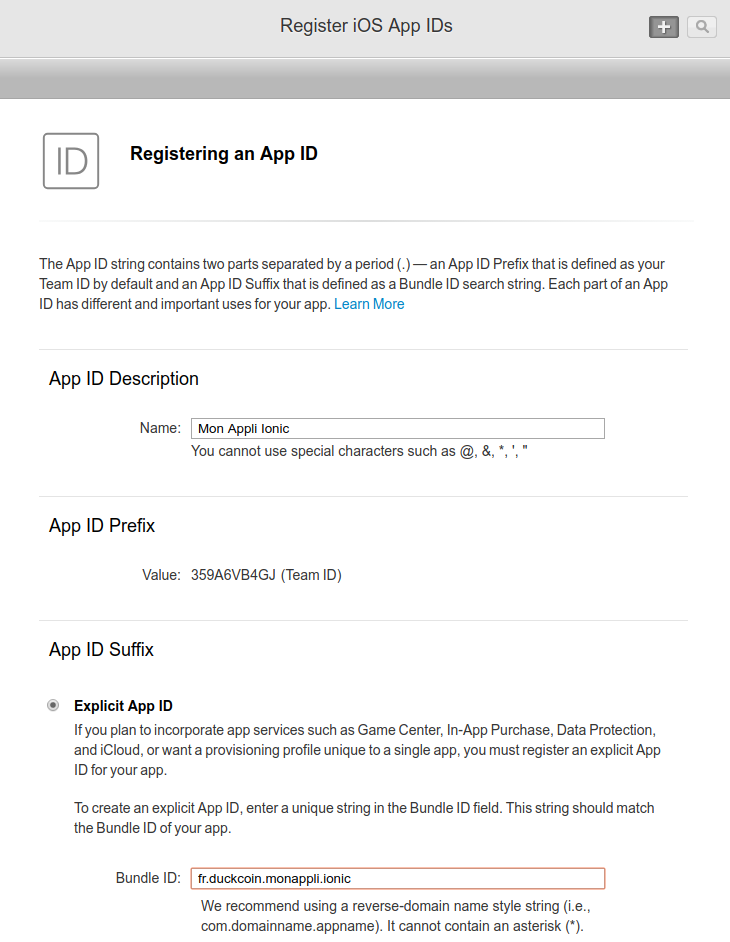 Register iOS App IDs
ID
Registering an App ID
The App ID string contains two parts separated by a period (.) — an App ID Prefix that is defined as your
Team ID by default and an App ID Suffix that is defined as a Bundle ID search string. Each part of an App
ID has different and important uses for your app. Learn More
App ID Description
Name: Mon Appli Ionic
You cannot use special characters such as @, &, *, ', "
App ID Prefix
Value: 359A6VB4GJ (Team ID)
App ID Suffix
Explicit App ID
If you plan to incorporate app services such as Game Center, In-App Purchase, Data Protection,
and iCloud, or want a provisioning profile unique to a single app, you must register an explicit App
ID for your app.
To create an explicit App ID, enter a unique string in the Bundle ID field. This string should match
the Bundle ID of your app.
Bundle ID: fr.duckcoin.monappli.ionic
We recommend using a reverse-domain name style string (i.e.,
com.domainname.appname). It cannot contain an asterisk (*).